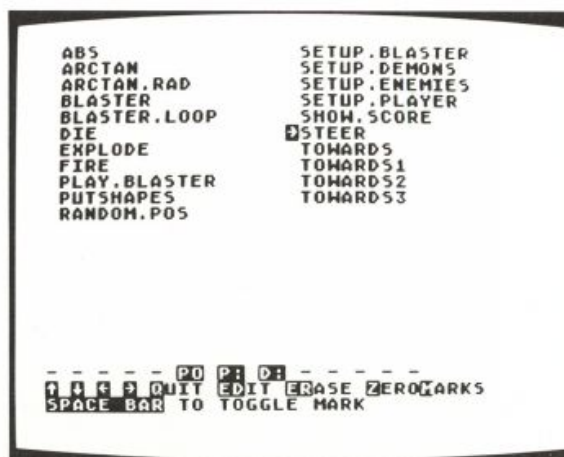 ABS
ARCTAN
ARCTAN.RAD
BLASTER
BLASTER.LOOP
DIE
EXPLODE
FIRE
PLAY.BLASTER
PUTSHAPES
RANDOM.POS
SETUP.BLASTER
SETUP.DEMONS
SETUP.ENEMIES
SETUP.PLAYER
SHOW.SCORE
→STEER
TOWARDS
TOWARDS1
TOWARDS2
TOWARDS3
- - - - - PO P: D: - - - - -
↑ ↓ ← → QUIT EDIT ERASE ZEROMARKS
SPACE BAR TO TOGGLE MARK